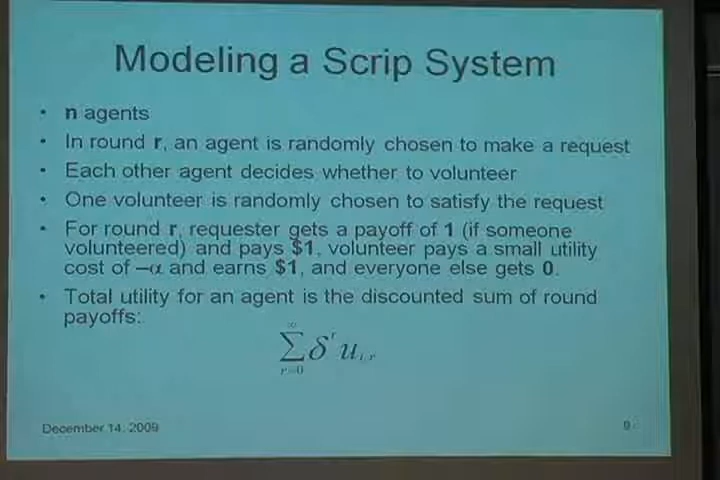 Modeling a Scrip System
• n agents
• In round r, an agent is randomly chosen to make a request
• Each other agent decides whether to volunteer
• One volunteer is randomly chosen to satisfy the request
• For round r, requester gets a payoff of 1 (if someone
volunteered) and pays $1, volunteer pays a small utility
cost of –α and earns $1, and everyone else gets 0.
• Total utility for an agent is the discounted sum of round
payoffs:
∞
∑ δ^r u_{i,r}
r=0
December 14, 2009